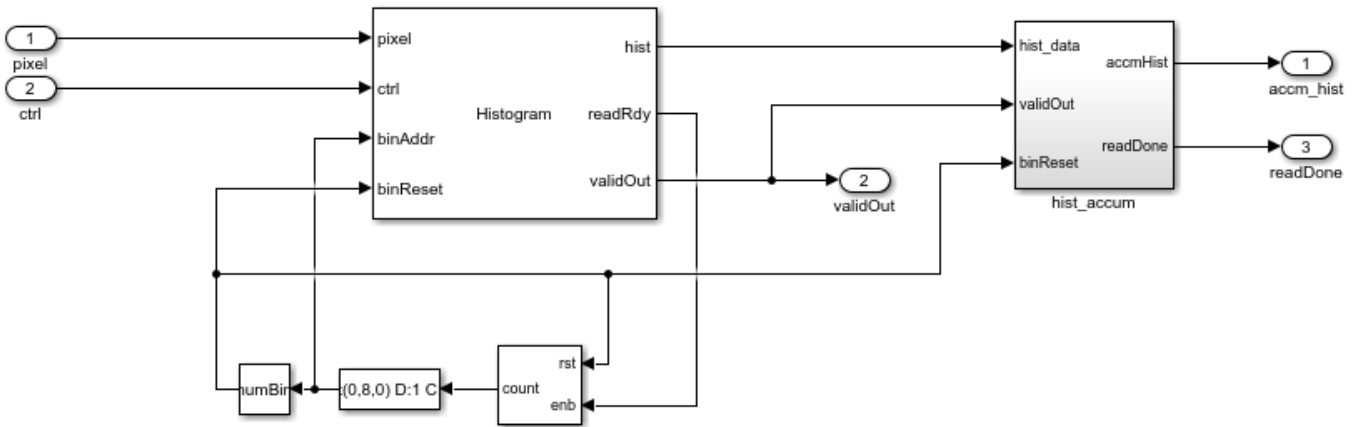 1
pixel
2
ctrl
pixel
ctrl
binAddr
binReset
Histogram
hist
readRdy
validOut
2
validOut
hist_data
validOut
binReset
accmHist
readDone
hist_accum
1
accm_hist
3
readDone
numBin
:(0,8,0) D:1 C
count
rst
enb